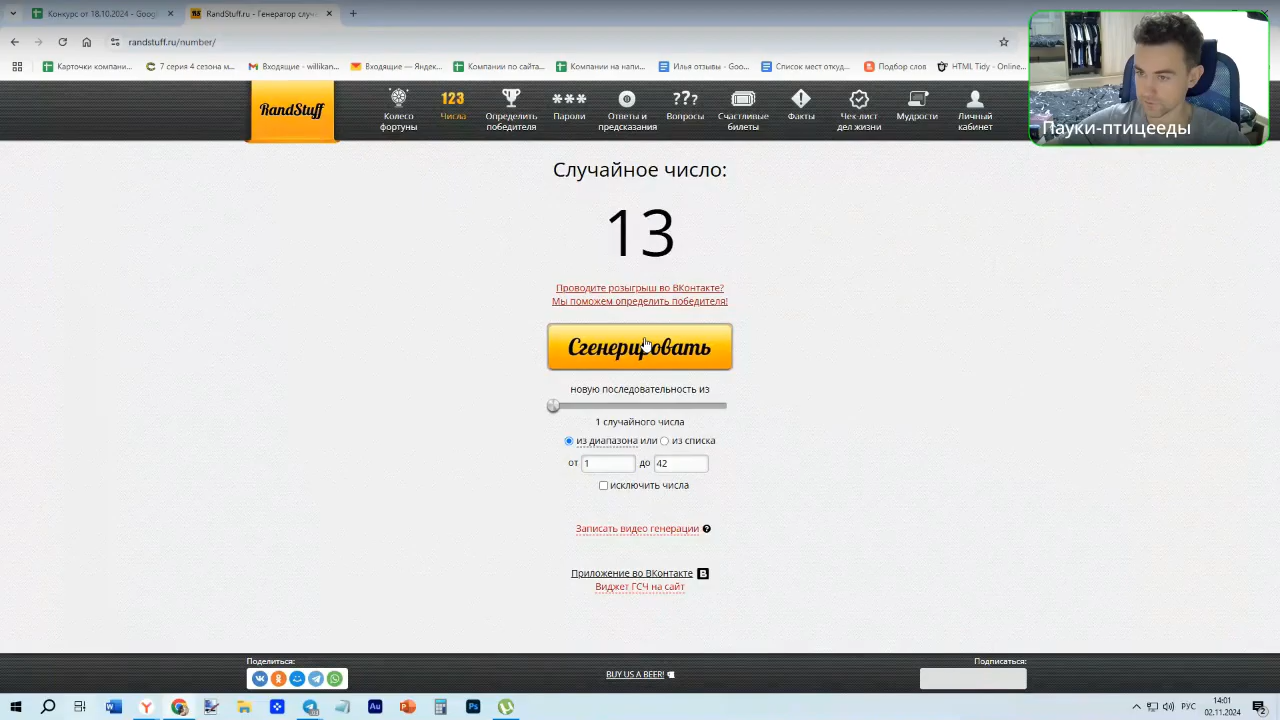 Конкурс от 18.10.2024 - Googl
RandStuff.ru - Генератор слу
randstuff.ru/number/
Карточки компани...
7 серия 4 сезона м...
Входящие - willikan...
Входящие — Яндек...
Компании по сайта...
Компании на напи...
Илья отзывы - Goo...
Список мест откуд...
Подбор слов
HTML Tidy - Online...
Пауки-птицееды
RandStuff
Колесо фортуны
123
Числа
Определить победителя
Пароли
Ответы и предсказания
???
Вопросы
Счастливые билеты
Факты
Чек-лист дел жизни
Мудрости
Личный кабинет
Случайное число:
13
Проводите розыгрыш во ВКонтакте?
Мы поможем определить победителя!
Сгенерировать
новую последовательность из
1 случайного числа
из диапазона или из списка
от 1 до 42
исключить числа
Записать видео генерации
Приложение во ВКонтакте
Виджет ГСЧ на сайт
Поделиться:
BUY US A BEER!
Подписаться:
РУС
14:01
02.11.2024
2